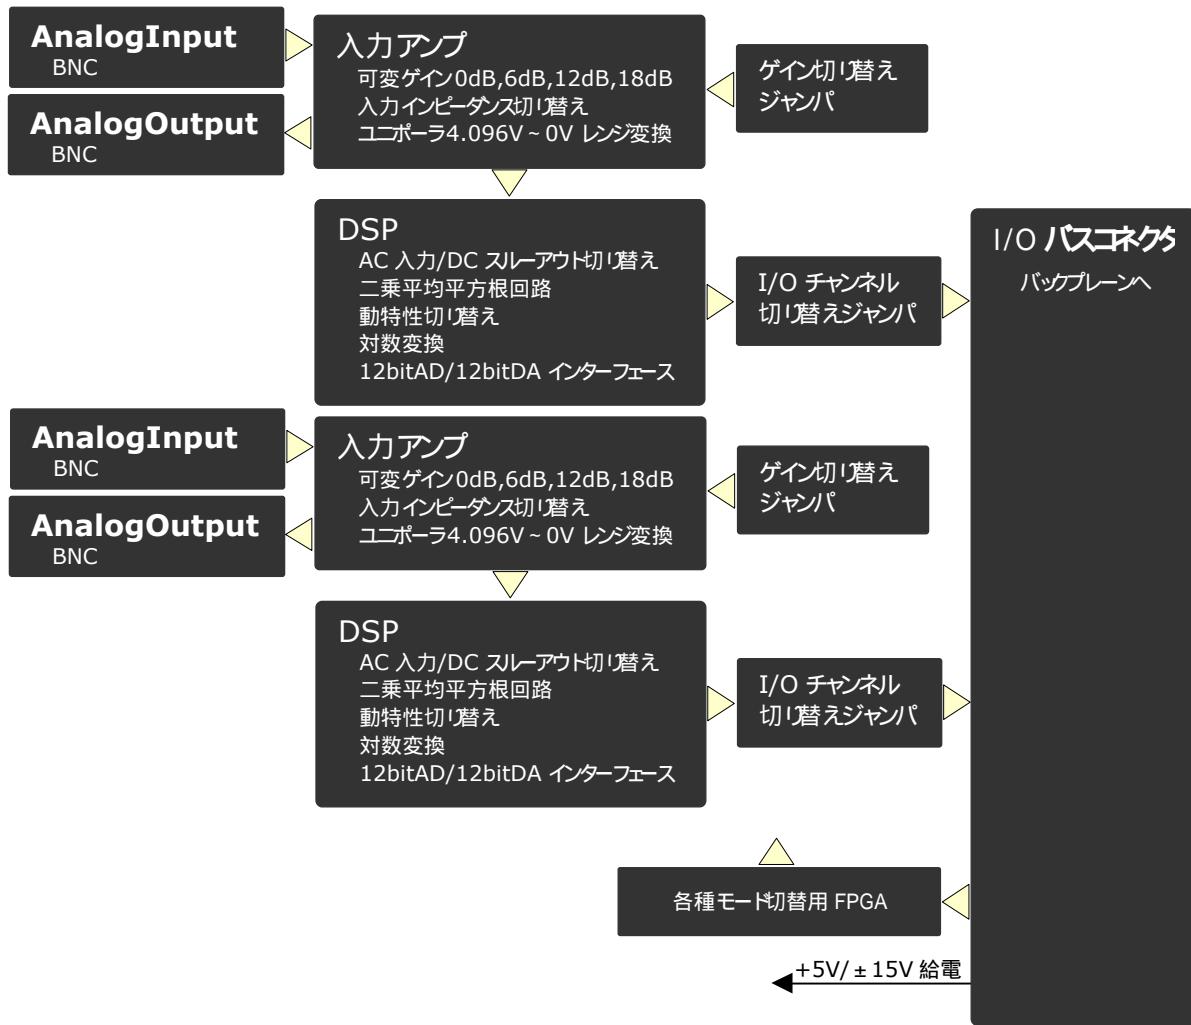 AnalogInput
BNC
AnalogOutput
BNC
入力アンプ
可変ゲイン0dB,6dB,12dB,18dB
入力インピーダンス切り替え
ユニポーラ4.096V ~ 0V レンジ変換
ゲイン切り替え
ジャンパ
DSP
AC 入力/DC スルーアウト切り替え
二乗平均平方根回路
動特性切り替え
対数変換
12bitAD/12bitDA インターフェース
I/O チャンネル
切り替えジャンパ
I/O バスコネクタ
バックプレーンへ
AnalogInput
BNC
AnalogOutput
BNC
入力アンプ
可変ゲイン0dB,6dB,12dB,18dB
入力インピーダンス切り替え
ユニポーラ4.096V ~ 0V レンジ変換
ゲイン切り替え
ジャンパ
DSP
AC 入力/DC スルーアウト切り替え
二乗平均平方根回路
動特性切り替え
対数変換
12bitAD/12bitDA インターフェース
I/O チャンネル
切り替えジャンパ
各種モード切替用 FPGA
+5V/±15V 給電